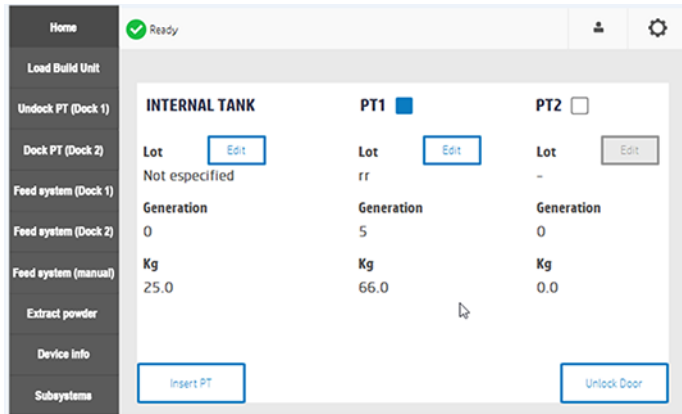 Home
Load Build Unit
Undock PT (Dock 1)
Dock PT (Dock 2)
Feed system (Dock 1)
Feed system (Dock 2)
Feed system (manual)
Extract powder
Device info
Subsystems
Ready
INTERNAL TANK
Lot Edit
Not especified
Generation
0
Kg
25.0
PT1
Lot Edit
rr
Generation
5
Kg
66.0
PT2
Lot Edit
-
Generation
0
Kg
0.0
Insert PT
Unlock Door